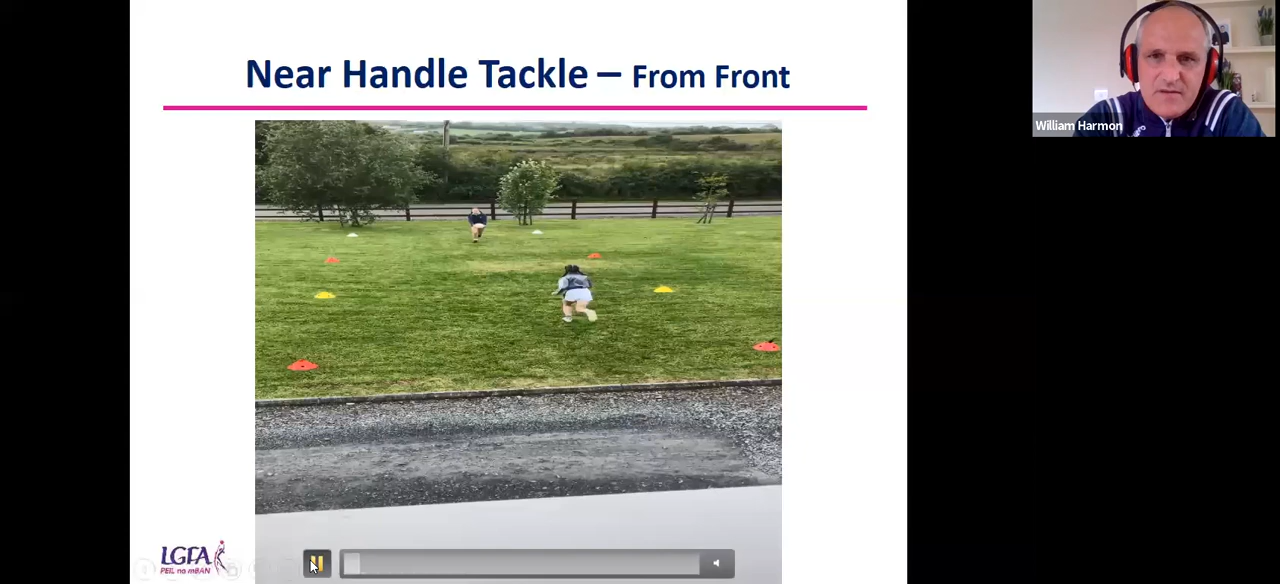 Near Handle Tackle – From Front
William Harmon
LGFA
PEIL na mBAN